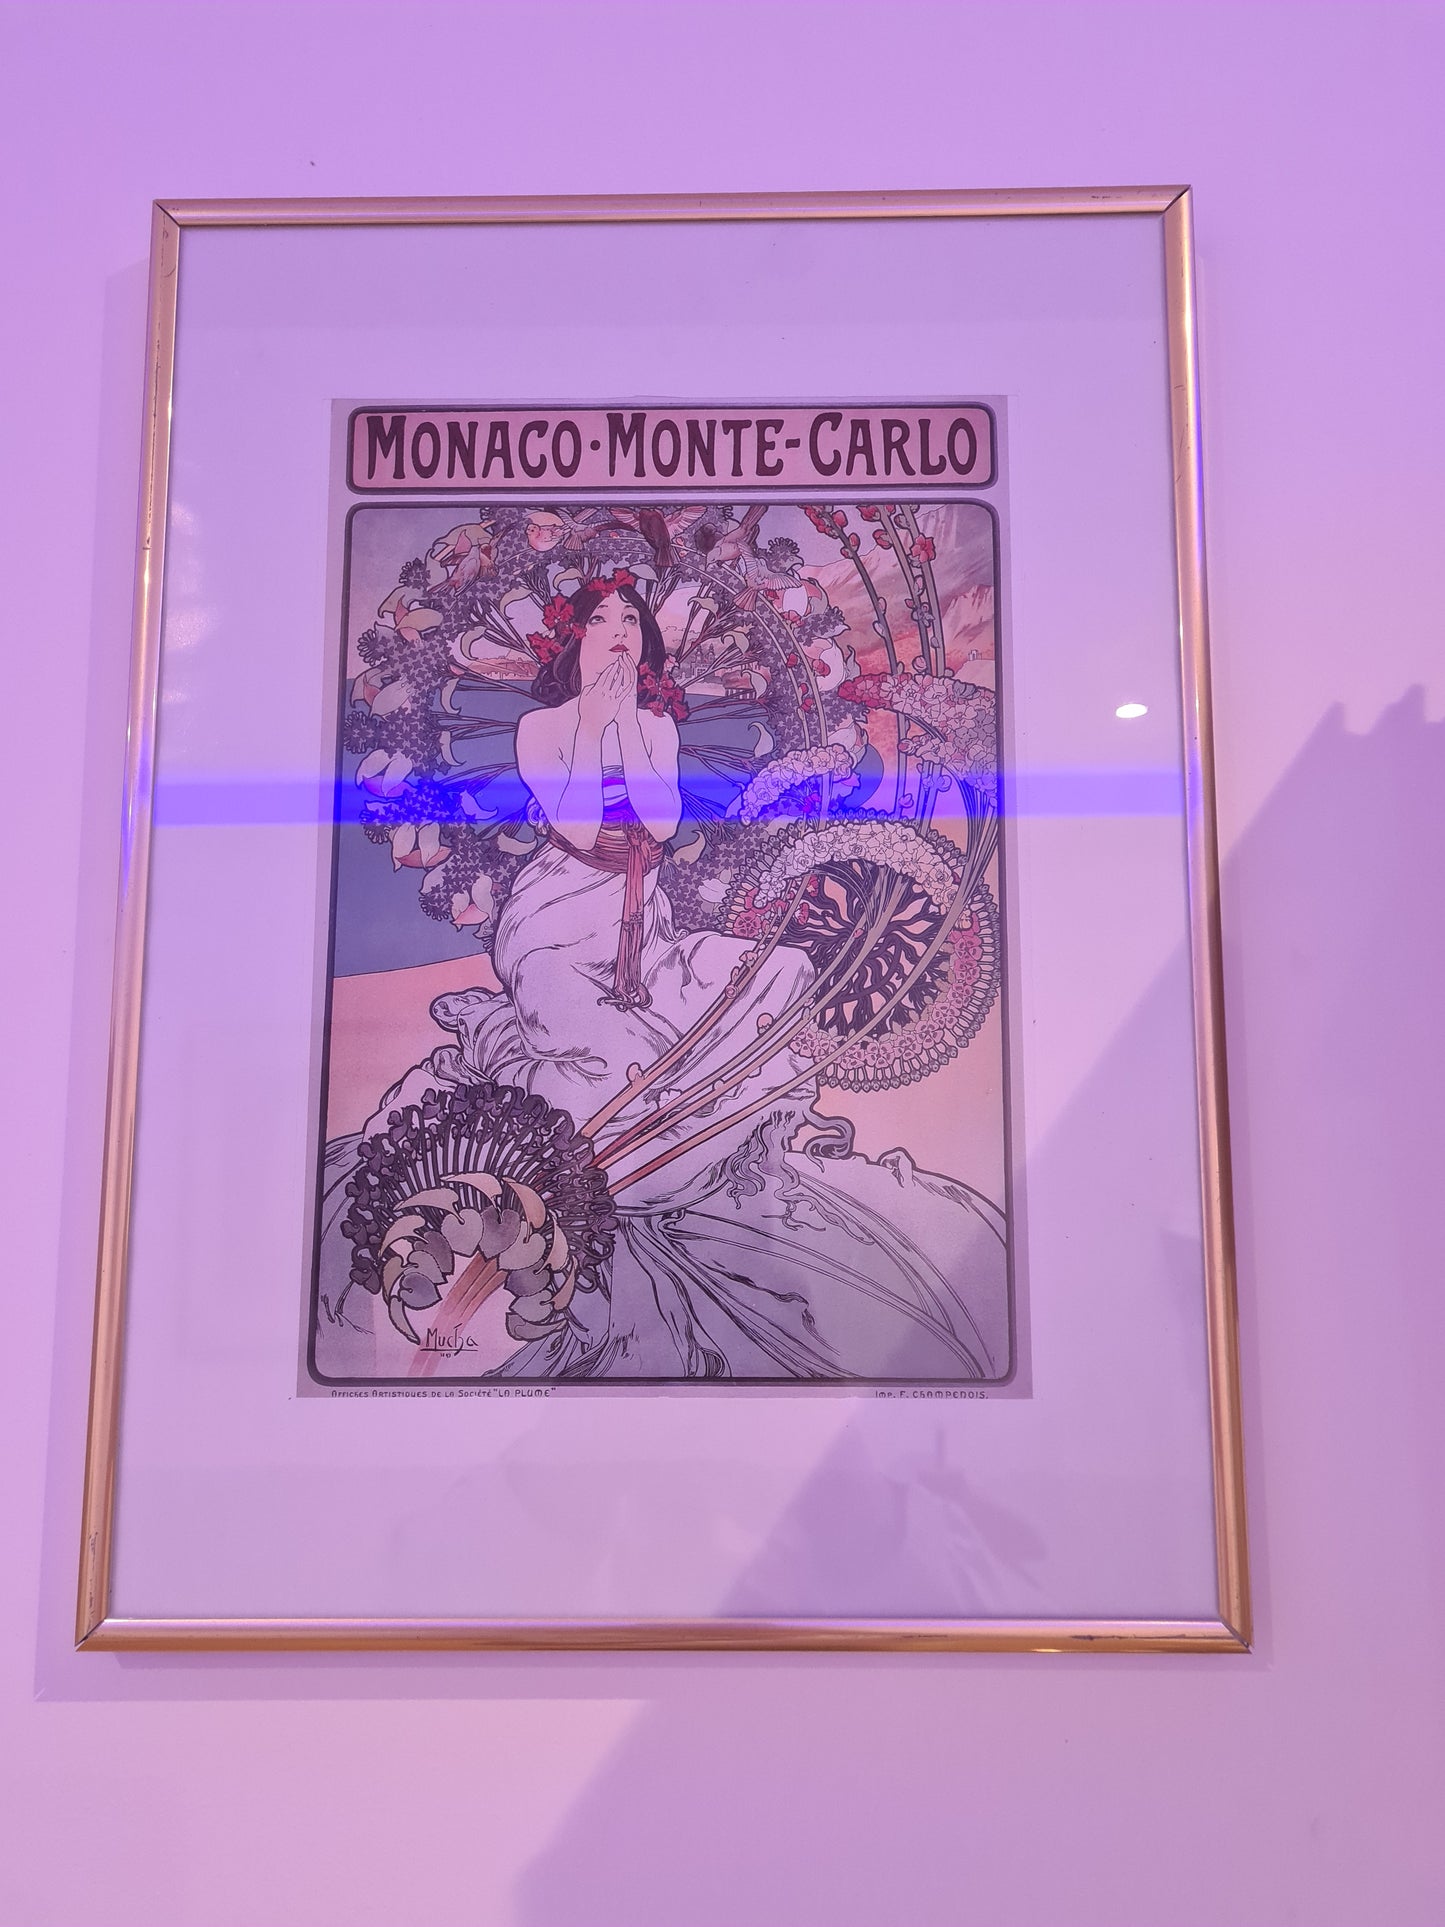 MONACO·MONTE-CARLO
Mucha
AFFICHES ARTISTIQUES DE LA SOCIÉTÉ "LA PLUME"
IMP. F. CHAMPENOIS.